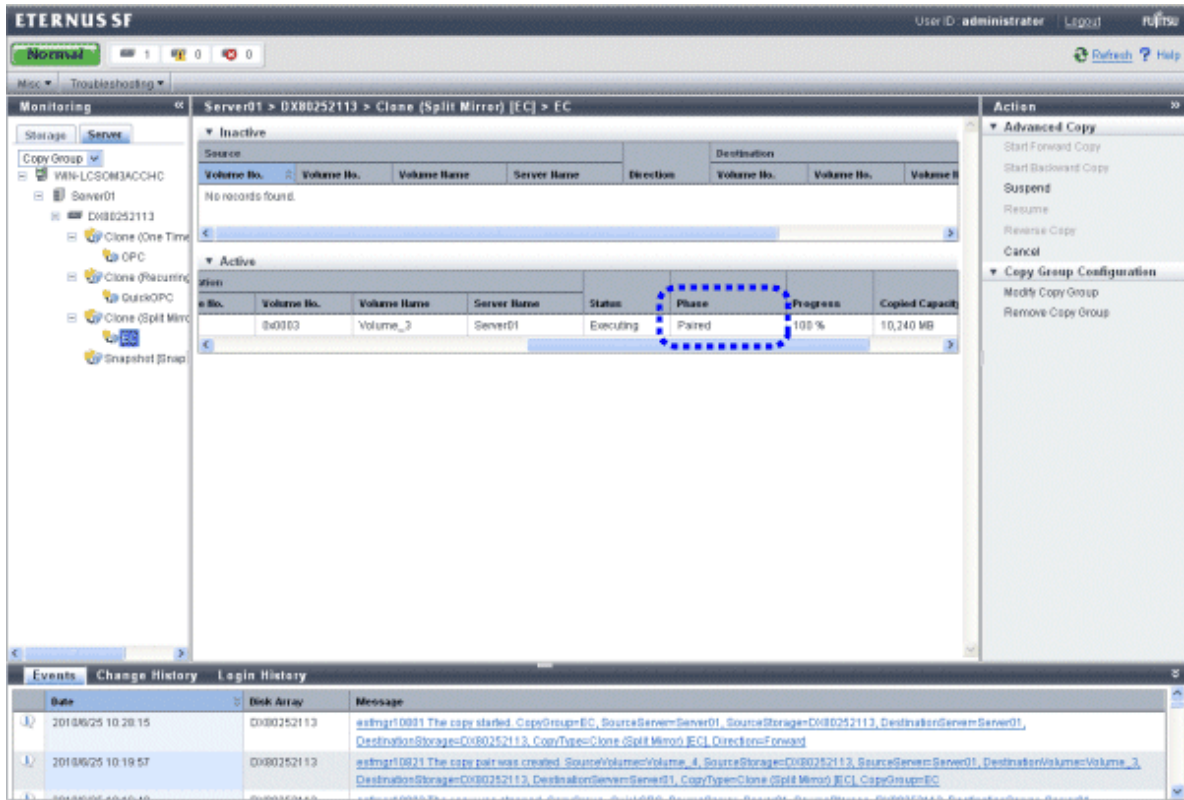 ETERNUS SF
UserID: administrator Logout FUJITSU
Normal 1 0 0
Refresh ? Help
Misc Troubleshooting
Monitoring «
Server01 > DX80252113 > Clone (Split Mirror) [EC] > EC
Action »
Storage Server
Copy Group
WIN-LCSOM3ACCHC
Server01
DX80252113
Clone (One Time
OPC
Clone (Recurring
QuickOPC
Clone (Split Mirro
EC
Snapshot [Snap
Inactive
Source Destination
Volume No. Volume No. Volume Name Server Name Direction Volume No. Volume No. Volume N
No records found.
Active
ation
e No. Volume No. Volume Name Server Name Status Phase Progress Copied Capacity
0x0003 Volume_3 Server01 Executing Paired 100 % 10,240 MB
Advanced Copy
Start Forward Copy
Start Backward Copy
Suspend
Resume
Reverse Copy
Cancel
Copy Group Configuration
Modify Copy Group
Remove Copy Group
Events Change History Login History
Date Disk Array Message
2010/6/25 10:28:15 DX80252113 esfmgr10801 The copy started. CopyGroup=EC, SourceServer=Server01, SourceStorage=DX80252113, DestinationServer=Server01,
DestinationStorage=DX80252113, CopyType=Clone (Split Mirror) [EC], Direction=Forward
2010/6/25 10:19:57 DX80252113 esfmgr10821 The copy pair was created. SourceVolume=Volume_4, SourceStorage=DX80252113, SourceServer=Server01, DestinationVolume=Volume_3,
DestinationStorage=DX80252113, DestinationServer=Server01, CopyType=Clone (Split Mirror) [EC], CopyGroup=EC